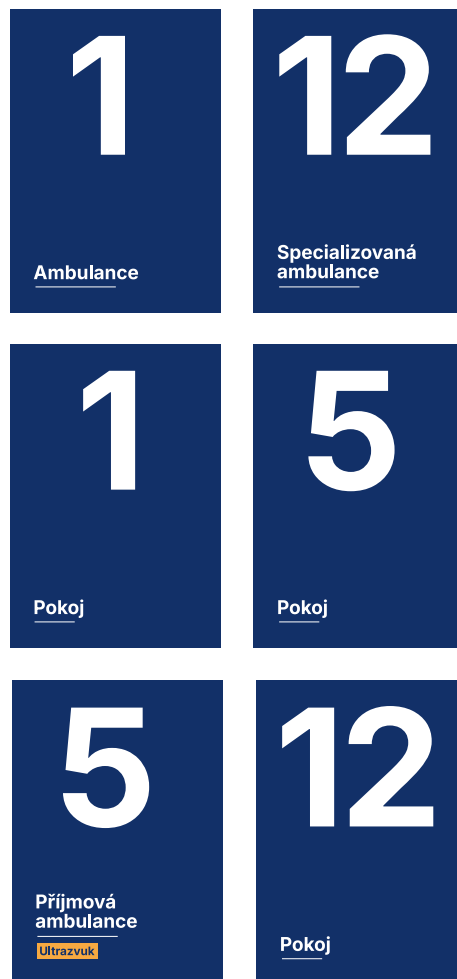 1
Ambulance
12
Specializovaná
ambulance
1
Pokoj
5
Pokoj
5
Příjmová
ambulance
Ultrazvuk
12
Pokoj